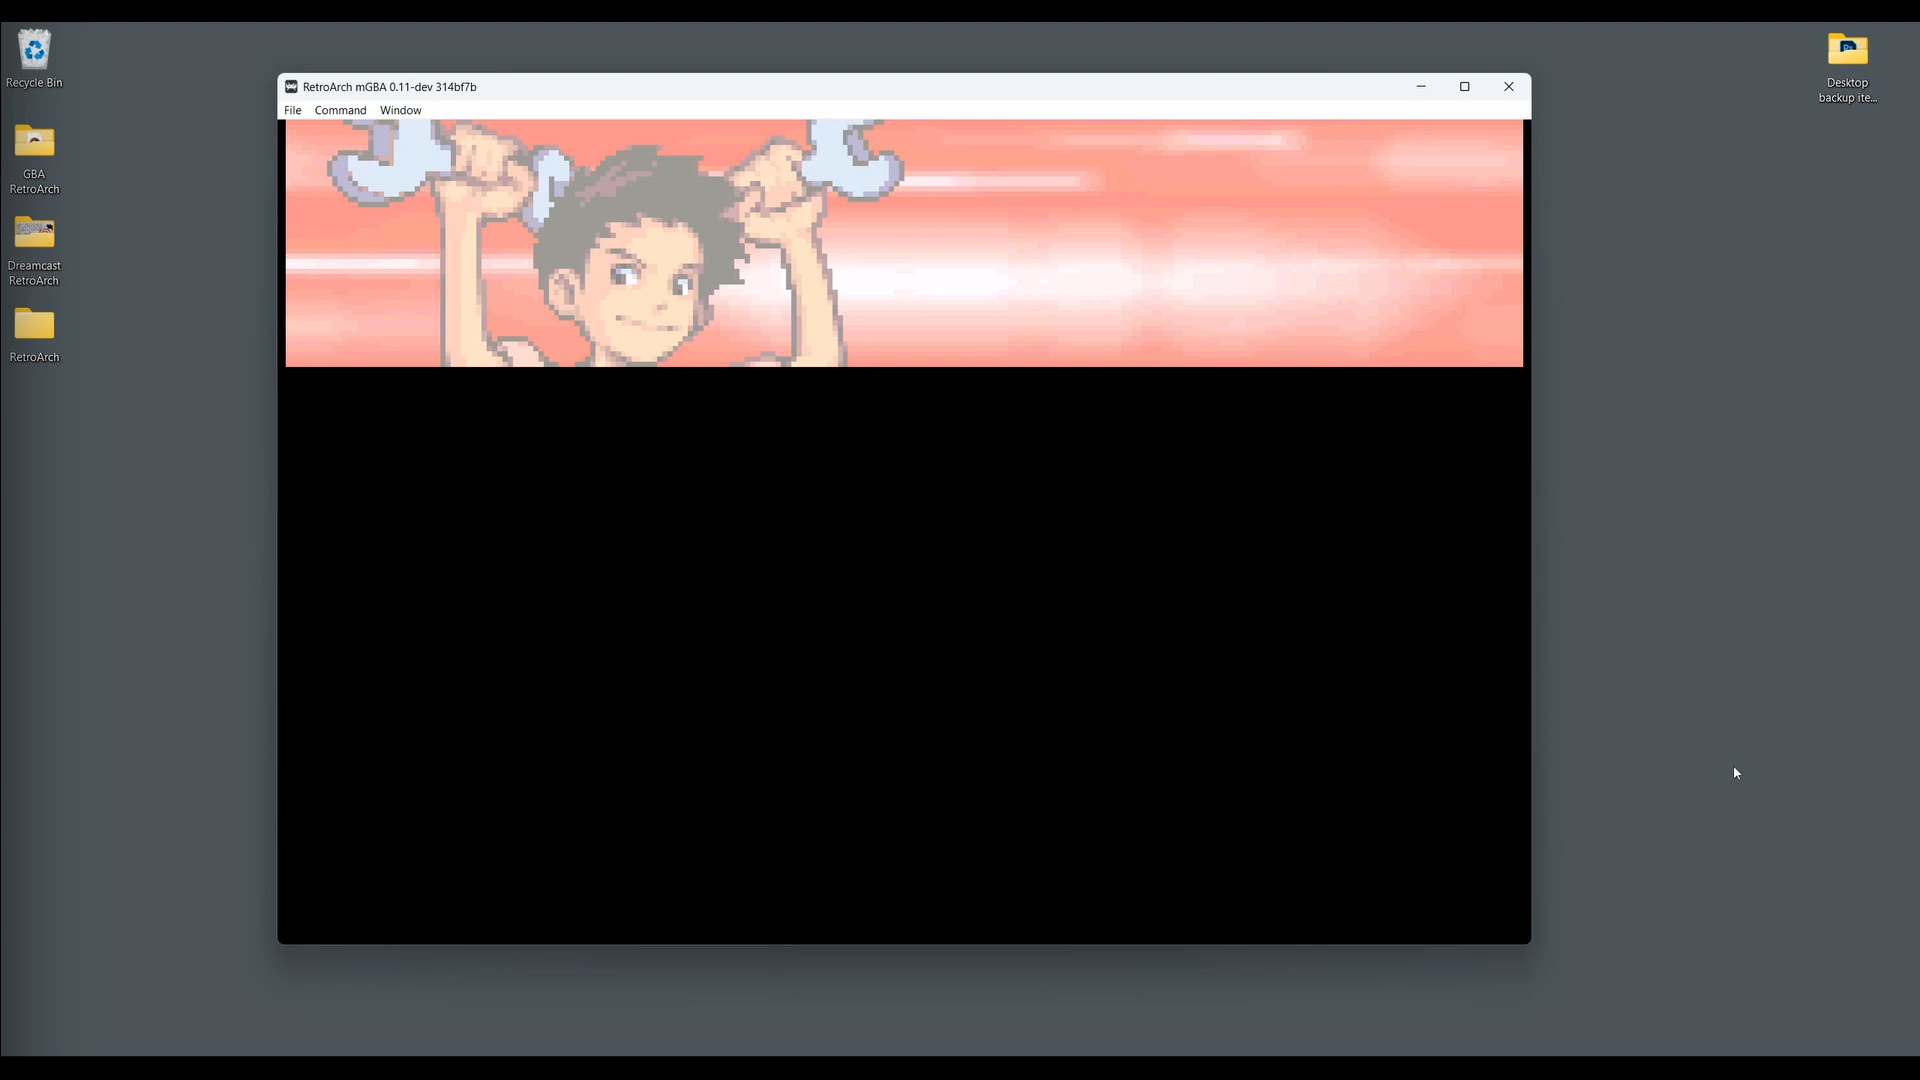 Recycle Bin
GBA
RetroArch
Dreamcast
RetroArch
RetroArch
Desktop
backup ite...
RetroArch mGBA 0.11-dev 314bf7b
File Command Window